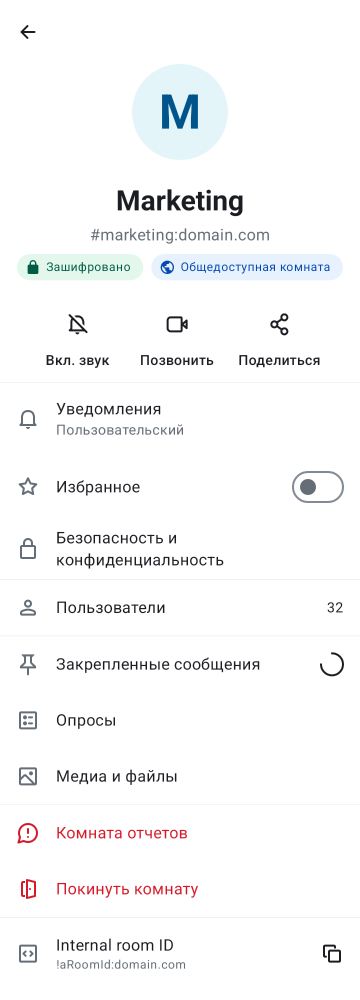 M
Marketing
#marketing:domain.com
Зашифровано
Общедоступная комната
Вкл. звук
Позвонить
Поделиться
Уведомления
Пользовательский
Избранное
Безопасность и
конфиденциальность
Пользователи
32
Закрепленные сообщения
Опросы
Медиа и файлы
Комната отчетов
Покинуть комнату
Internal room ID
!aRoomId:domain.com